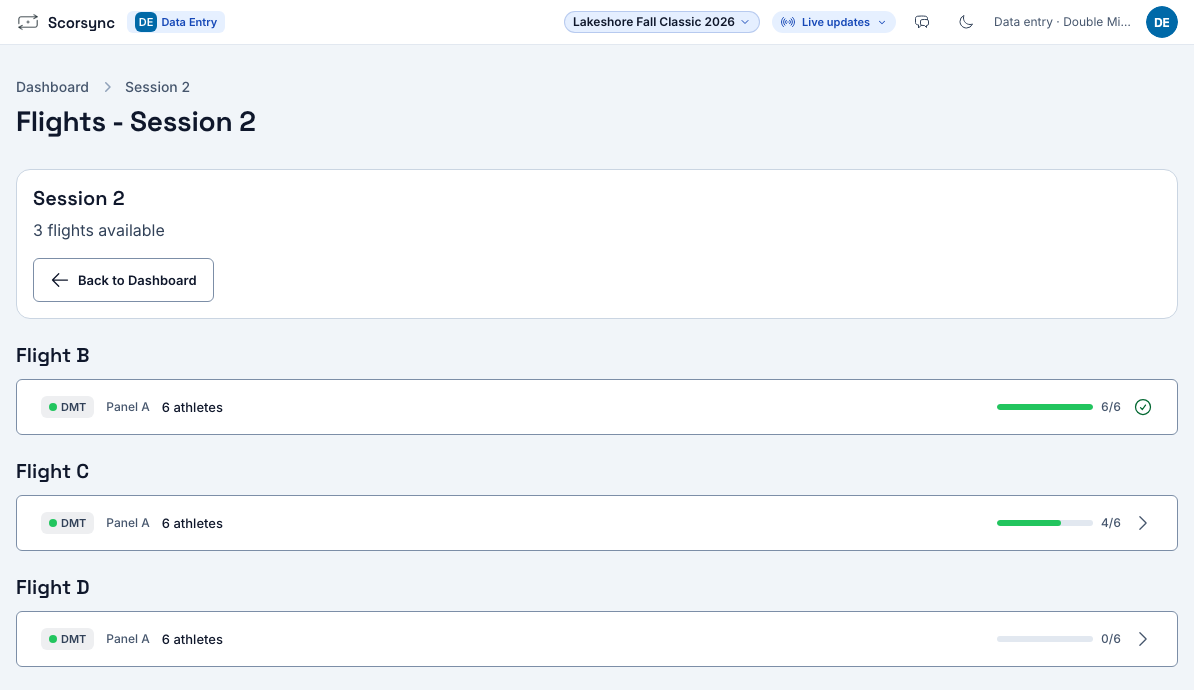 Scorsync
DE Data Entry
Lakeshore Fall Classic 2026
Live updates
Data entry · Double Mi...
DE
Dashboard
Session 2
Flights - Session 2
Session 2
3 flights available
Back to Dashboard
Flight B
DMT Panel A 6 athletes 6/6
Flight C
DMT Panel A 6 athletes 4/6
Flight D
DMT Panel A 6 athletes 0/6